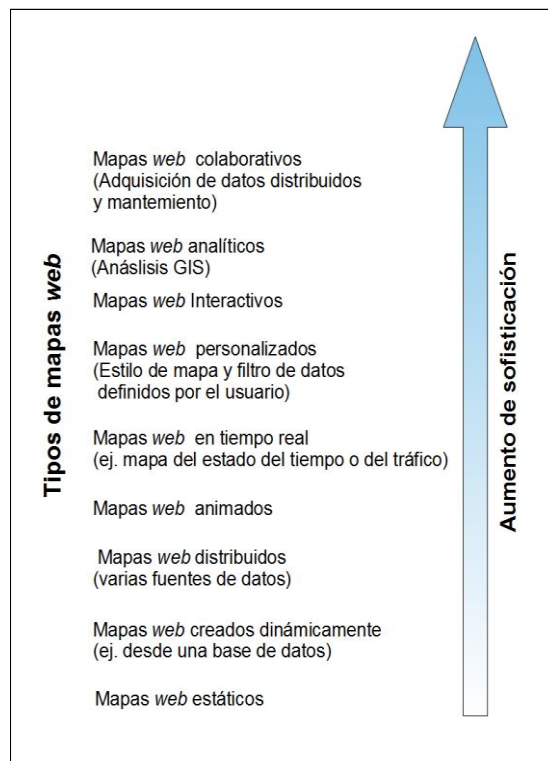 Tipos de mapas web
Mapas web colaborativos
(Adquisición de datos distribuidos
y mantemiento)
Mapas web analíticos
(Anáslisis GIS)
Mapas web Interactivos
Mapas web personalizados
(Estilo de mapa y filtro de datos
definidos por el usuario)
Mapas web en tiempo real
(ej. mapa del estado del tiempo o del tráfico)
Mapas web animados
Mapas web distribuidos
(varias fuentes de datos)
Mapas web creados dinámicamente
(ej. desde una base de datos)
Mapas web estáticos
Aumento de sofisticación